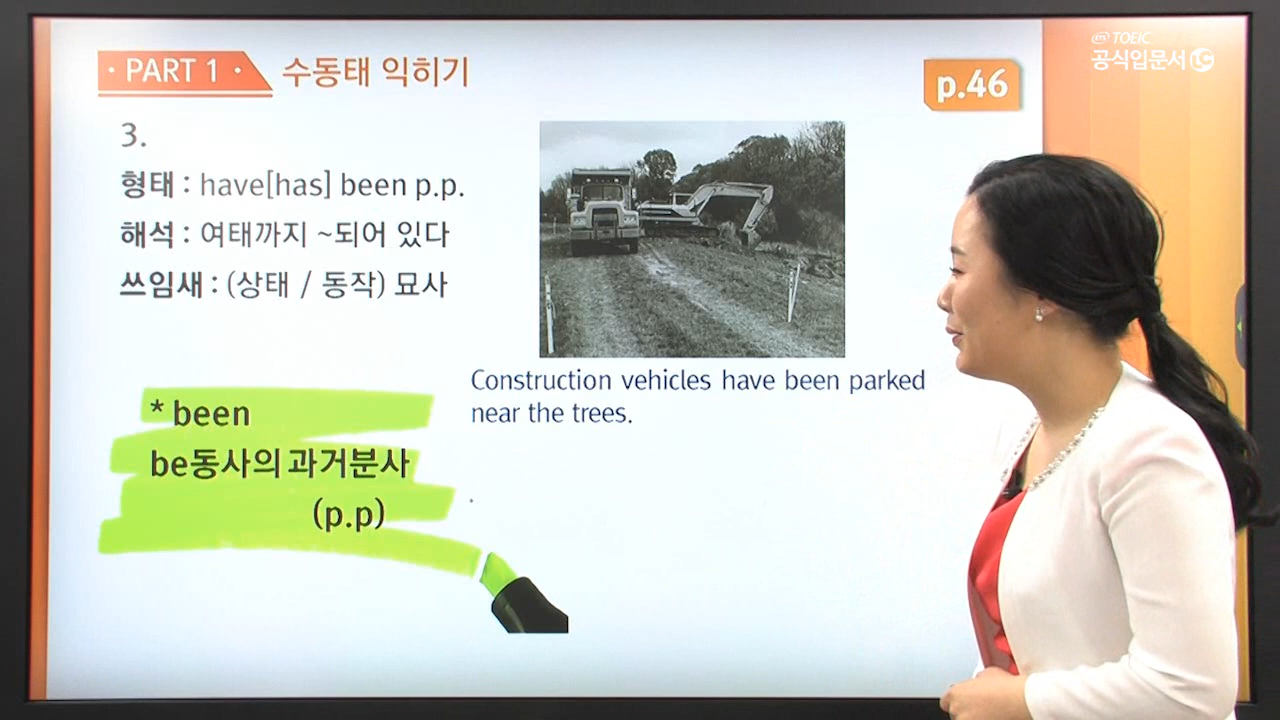 · PART 1 · 수동태 익히기
ETS TOEIC
공식입문서 LC
p.46
3.
형태 : have[has] been p.p.
해석 : 여태까지 ~되어 있다
쓰임새 : (상태 / 동작) 묘사
Construction vehicles have been parked
near the trees.
* been
be동사의 과거분사
(p.p)